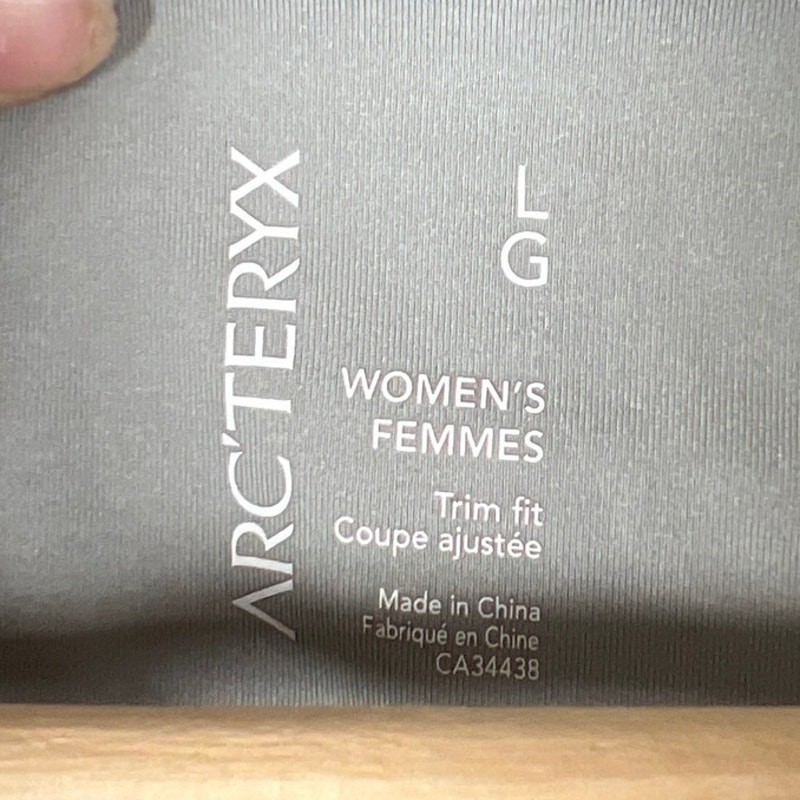 ARC'TERYX
L
G
WOMEN'S
FEMMES
Trim fit
Coupe ajustée
Made in China
Fabriqué en Chine
CA34438